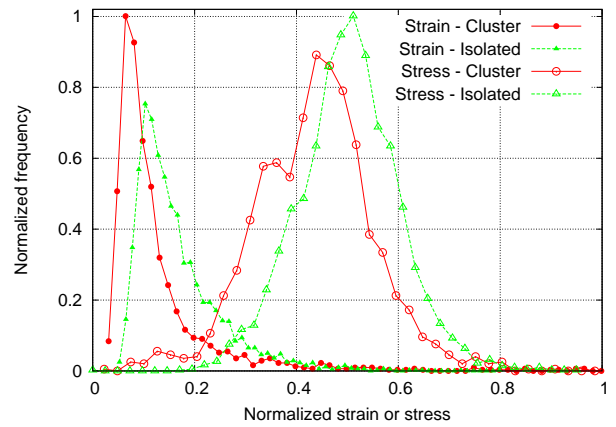 Strain - Cluster
Strain - Isolated
Stress - Cluster
Stress - Isolated
Normalized frequency
1
0.8
0.6
0.4
0.2
0
0 0.2 0.4 0.6 0.8 1
Normalized strain or stress